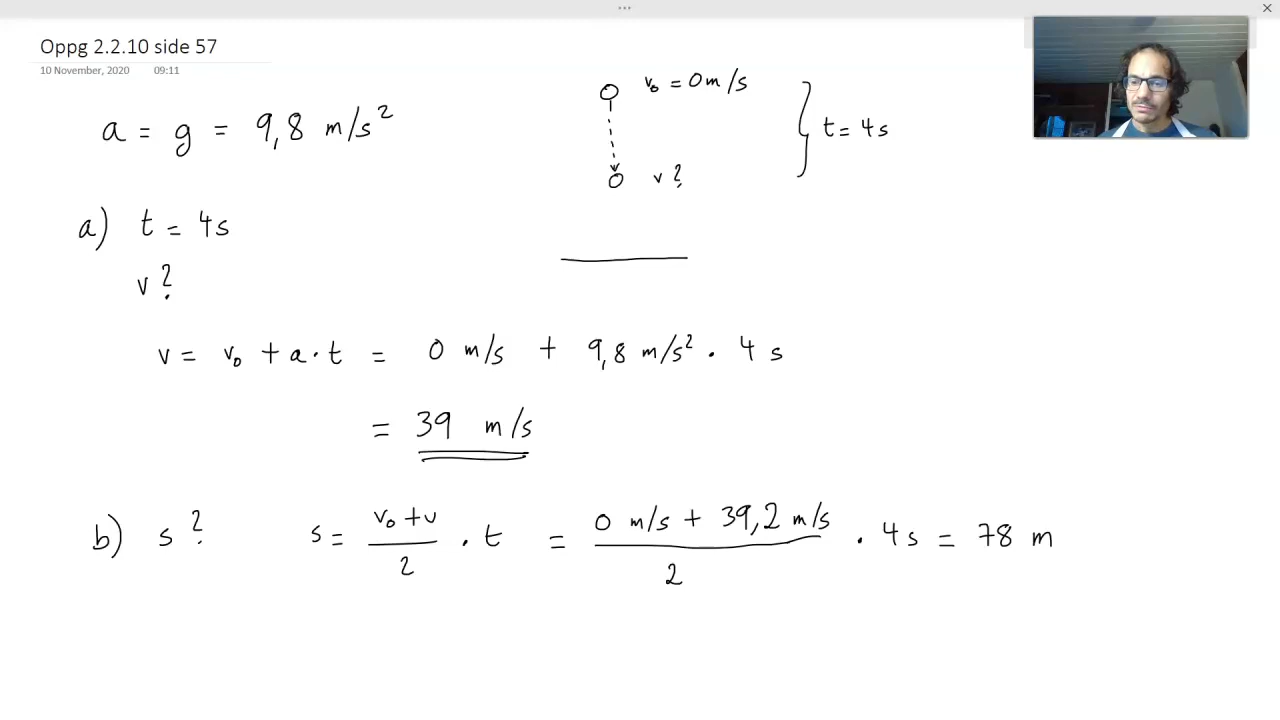 Oppg 2.2.10 side 57
10 November, 2020 09:11
a = g = 9,8 m/s²
v₀ = 0 m/s
t = 4s
v ?
a) t = 4s
v ?
v = v₀ + a · t = 0 m/s + 9,8 m/s² · 4 s
= 39 m/s
b) s ? s = (v₀ + v)/2 · t = (0 m/s + 39,2 m/s)/2 · 4s = 78 m